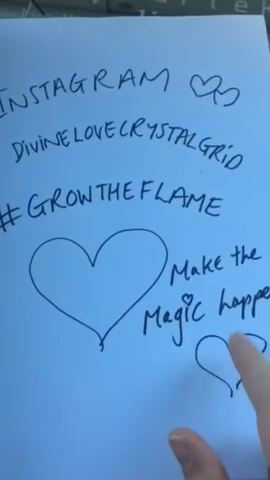 INSTAGRAM
DIVINELOVECRYSTALGRiD
#GROWTHEFLAME
Make the
Magic happe